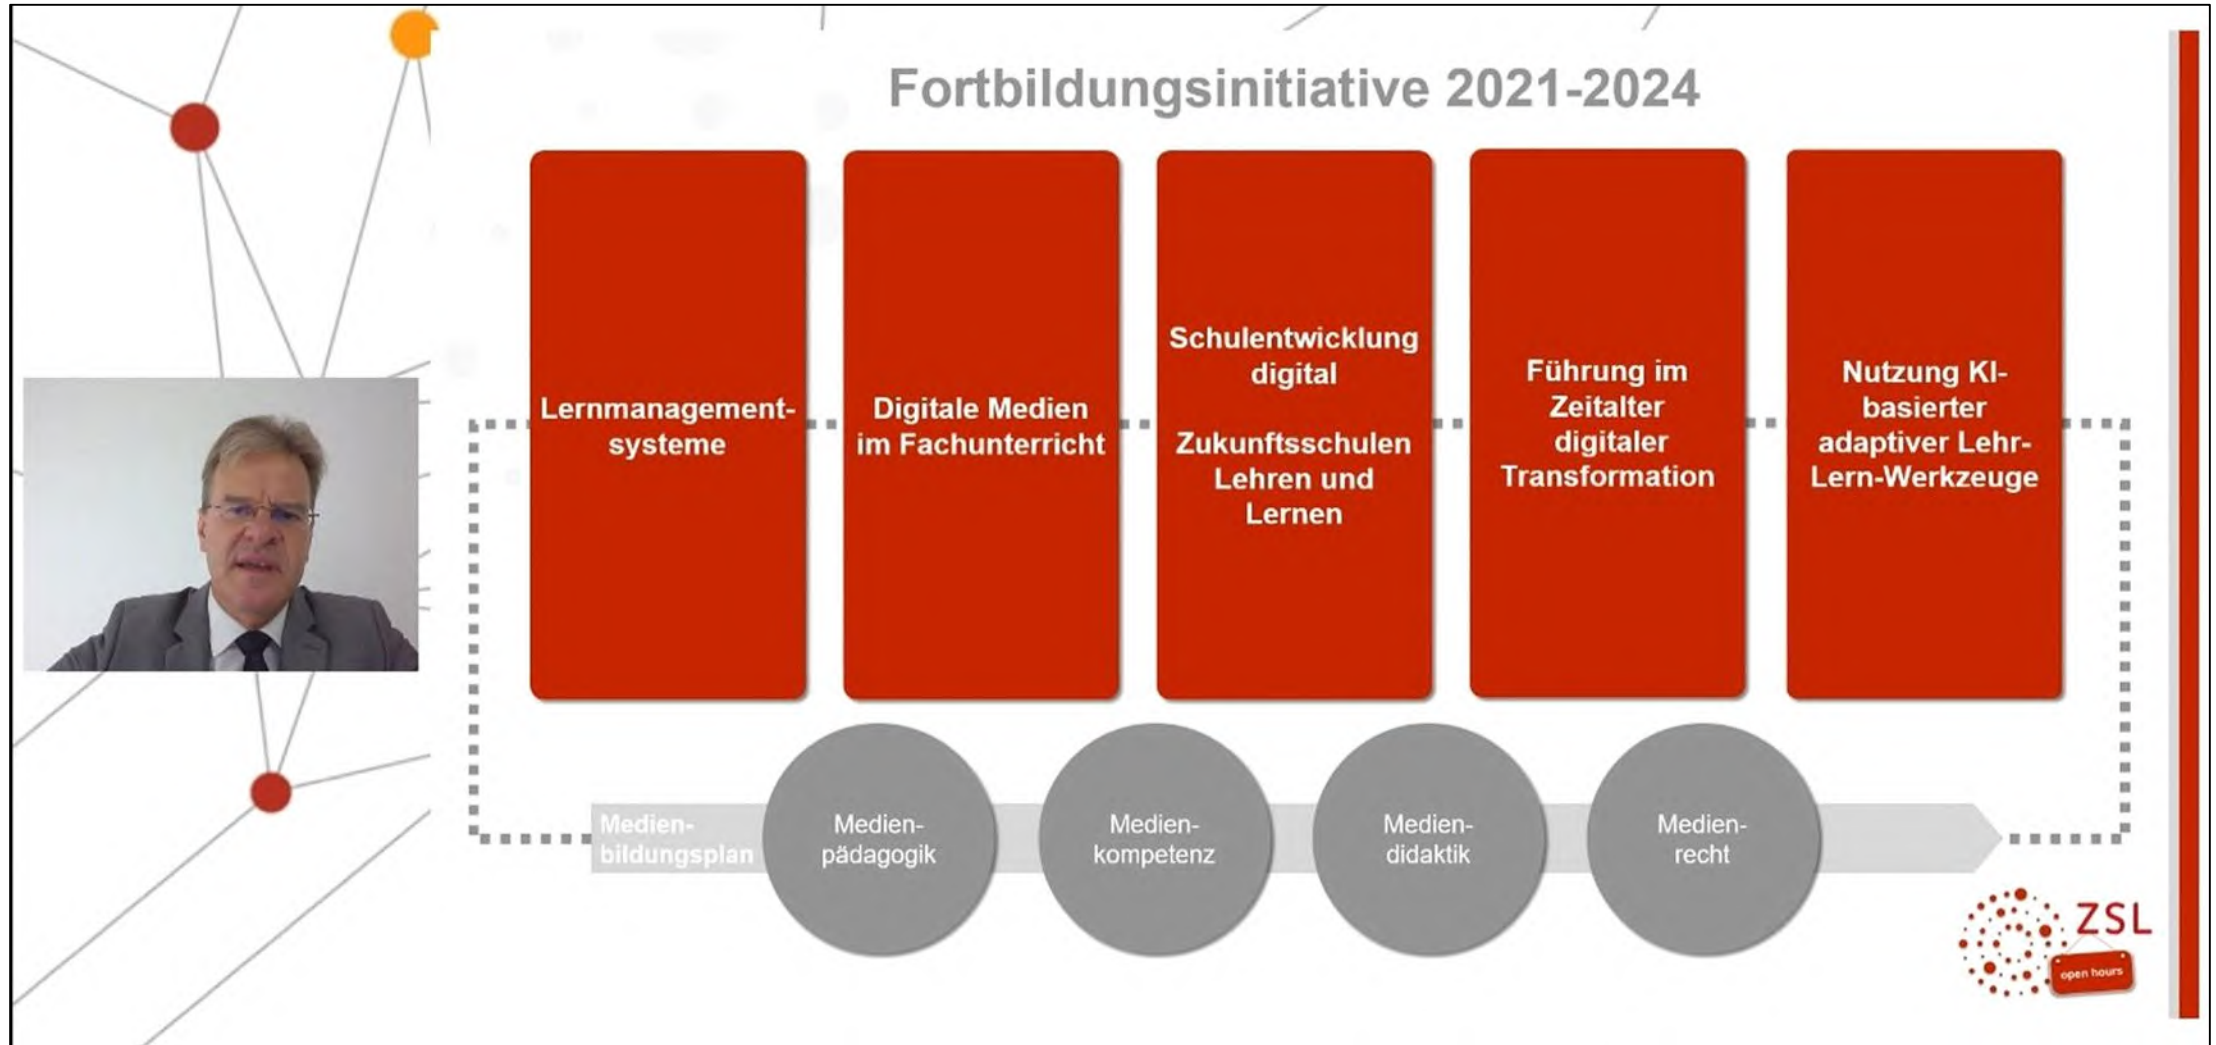 Fortbildungsinitiative 2021-2024
Lernmanagement-
systeme
Digitale Medien
im Fachunterricht
Schulentwicklung
digital
Zukunftsschulen
Lehren und
Lernen
Führung im
Zeitalter
digitaler
Transformation
Nutzung KI-
basierter
adaptiver Lehr-
Lern-Werkzeuge
Medien-
bildungsplan
Medien-
pädagogik
Medien-
kompetenz
Medien-
didaktik
Medien-
recht
ZSL
open hours